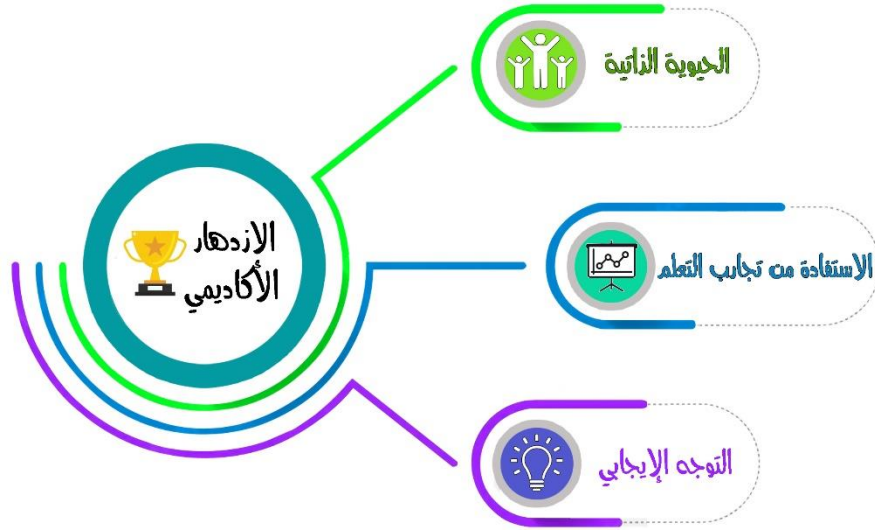 الازدهار
الأكاديمي
الحيوية الذاتية
الاستفادة من تجارب التعلم
التوجه الإيجابي